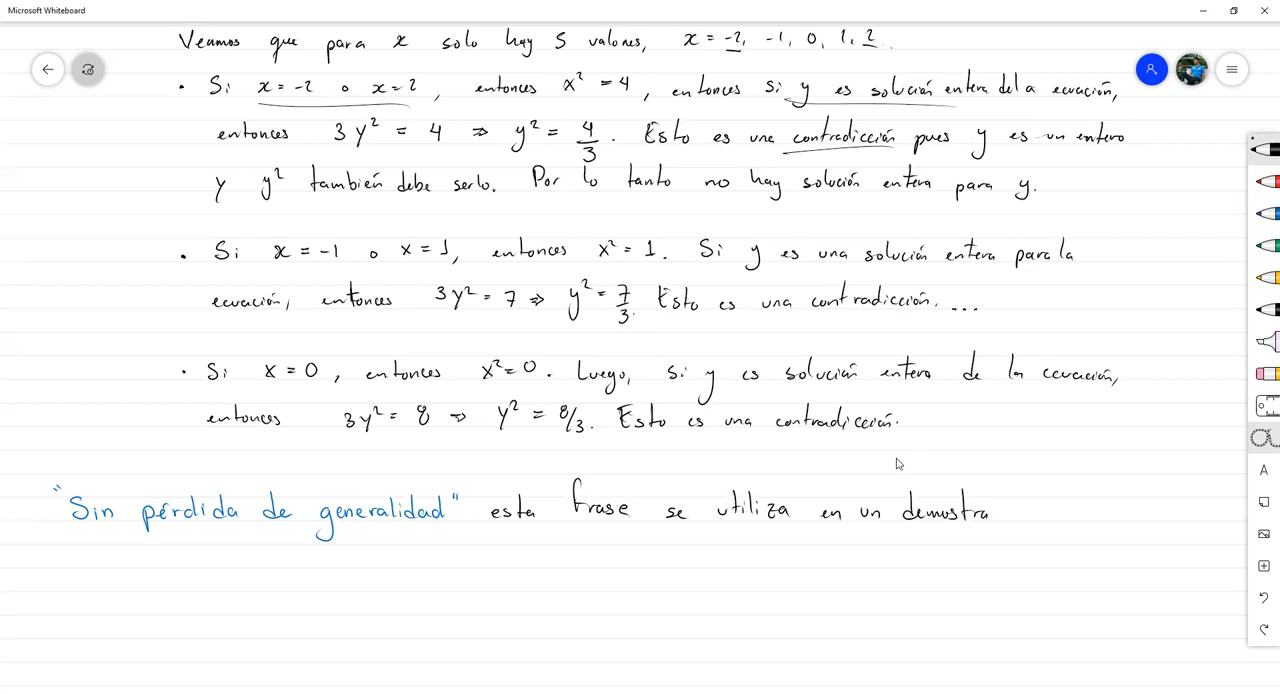 Microsoft Whiteboard
Veamos que para x solo hay 5 valores, x = -2, -1, 0, 1, 2.
• Si x = -2 o x = 2, entonces x² = 4, entonces si y es solución entera del a ecuación,
entonces 3y² = 4 ⇒ y² = 4/3. Esto es una contradicción pues y es un entero
y y² también debe serlo. Por lo tanto no hay solución entera para y.
• Si x = -1 o x = 1, entonces x² = 1. Si y es una solución entera para la
ecuación, entonces 3y² = 7 ⇒ y² = 7/3. Esto es una contradicción. ...
• Si x = 0, entonces x² = 0. Luego, si y es solución entera de la ecuación,
entonces 3y² = 8 ⇒ y² = 8/3. Esto es una contradicción.
"Sin pérdida de generalidad" esta frase se utiliza en un demostra